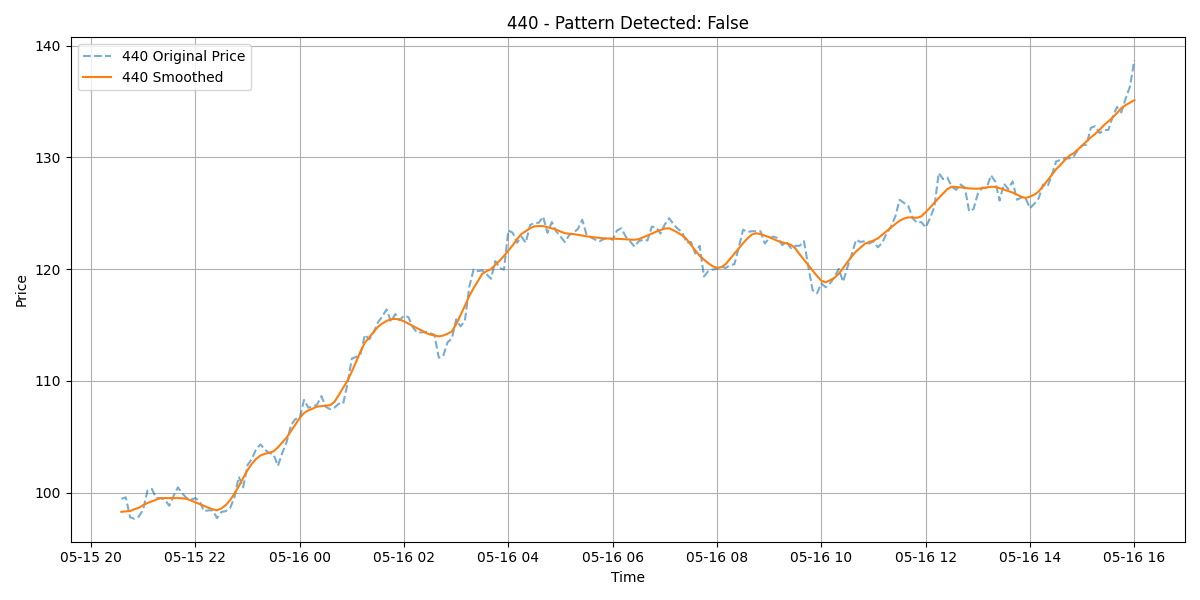 440 - Pattern Detected: False
440 Original Price
440 Smoothed
140
130
120
110
100
Price
05-15 20 05-15 22 05-16 00 05-16 02 05-16 04 05-16 06 05-16 08 05-16 10 05-16 12 05-16 14 05-16 16
Time